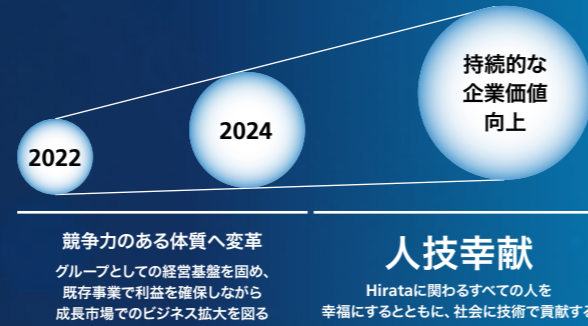 2022
2024
持続的な
企業価値
向上
競争力のある体質へ変革
グループとしての経営基盤を固め、
既存事業で利益を確保しながら
成長市場でのビジネス拡大を図る
人技幸献
Hirataに関わるすべての人を
幸福にするとともに、社会に技術で貢献する